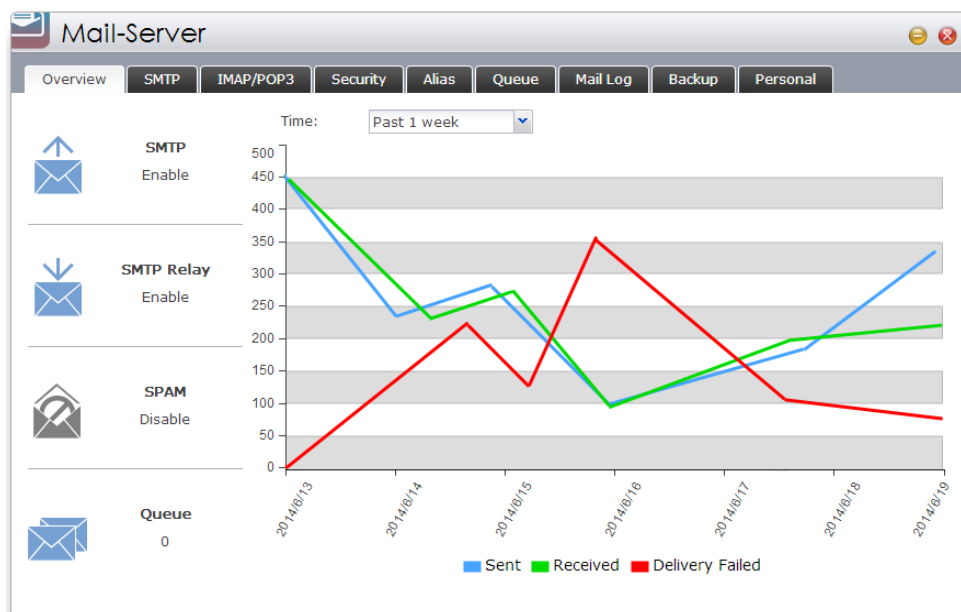 Mail-Server
Overview SMTP IMAP/POP3 Security Alias Queue Mail Log Backup Personal
Time: Past 1 week
SMTP
Enable
SMTP Relay
Enable
SPAM
Disable
Queue
0
500
450
400
350
300
250
200
150
100
50
0
2014/6/13 2014/6/14 2014/6/15 2014/6/16 2014/6/17 2014/6/18 2014/6/19
Sent Received Delivery Failed